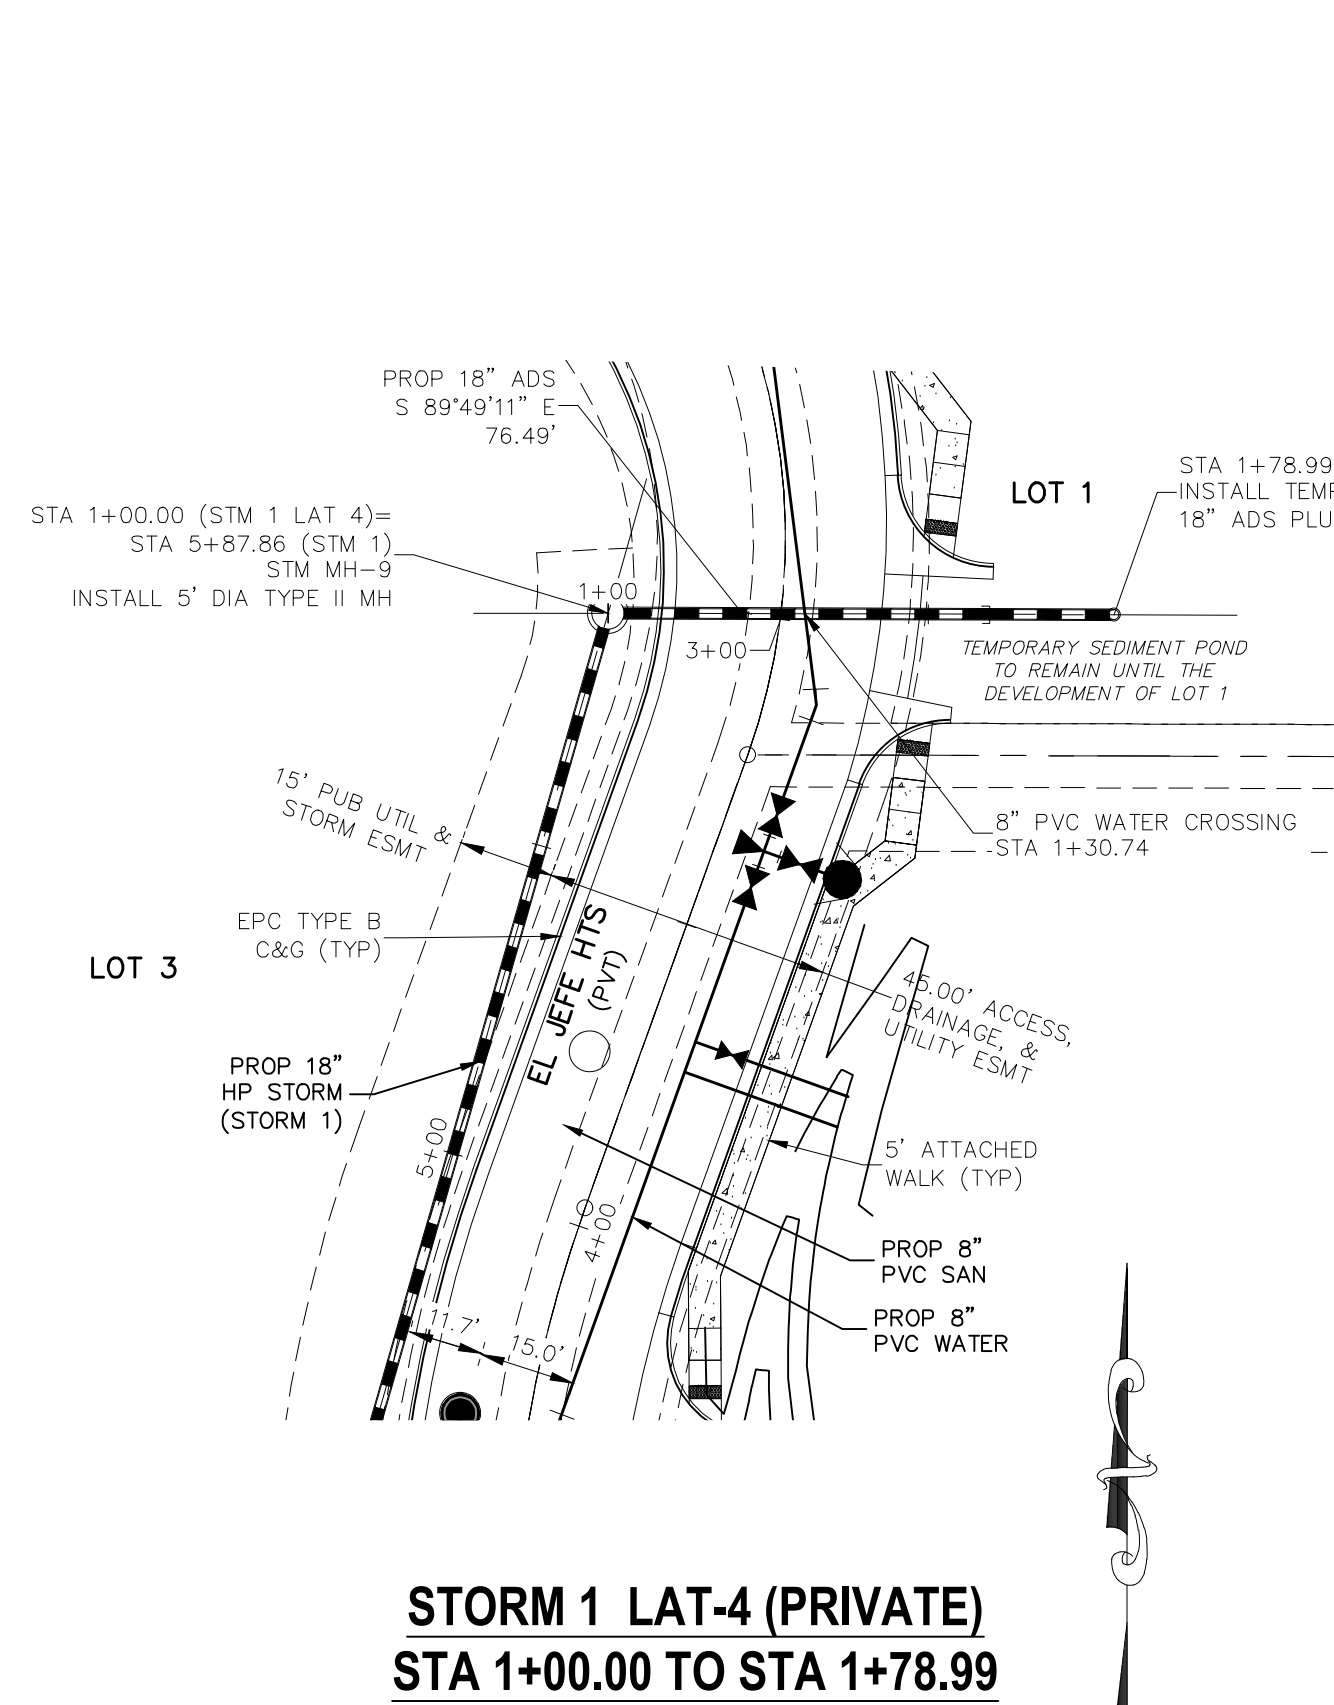 PROP 18" ADS
S 89°49'11" E
76.49'
STA 1+78.99
INSTALL
18" ADS
LOT 1
STA 1+00.00 (STM 1 LAT 4)=
STA 5+87.86 (STM 1)
STM MH-9
INSTALL 5' DIA TYPE II MH
1+00
3+00
TEMPORARY SEDIMENT POND
TO REMAIN UNTIL THE
DEVELOPMENT OF LOT 1
15' PUB UTIL &
STORM ESMT
8" PVC WATER CROSSING
STA 1+30.74
EPC TYPE B
C&G (TYP)
LOT 3
EL JEFE HTS
(PVT)
45.00' ACCESS,
DRAINAGE, &
UTILITY ESMT
PROP 18"
HP STORM
(STORM 1)
5+00
5' ATTACHED
WALK (TYP)
4+00
PROP 8"
PVC SAN
PROP 8"
PVC WATER
11.7'
15.0'
STORM 1 LAT-4 (PRIVATE)
STA 1+00.00 TO STA 1+78.99